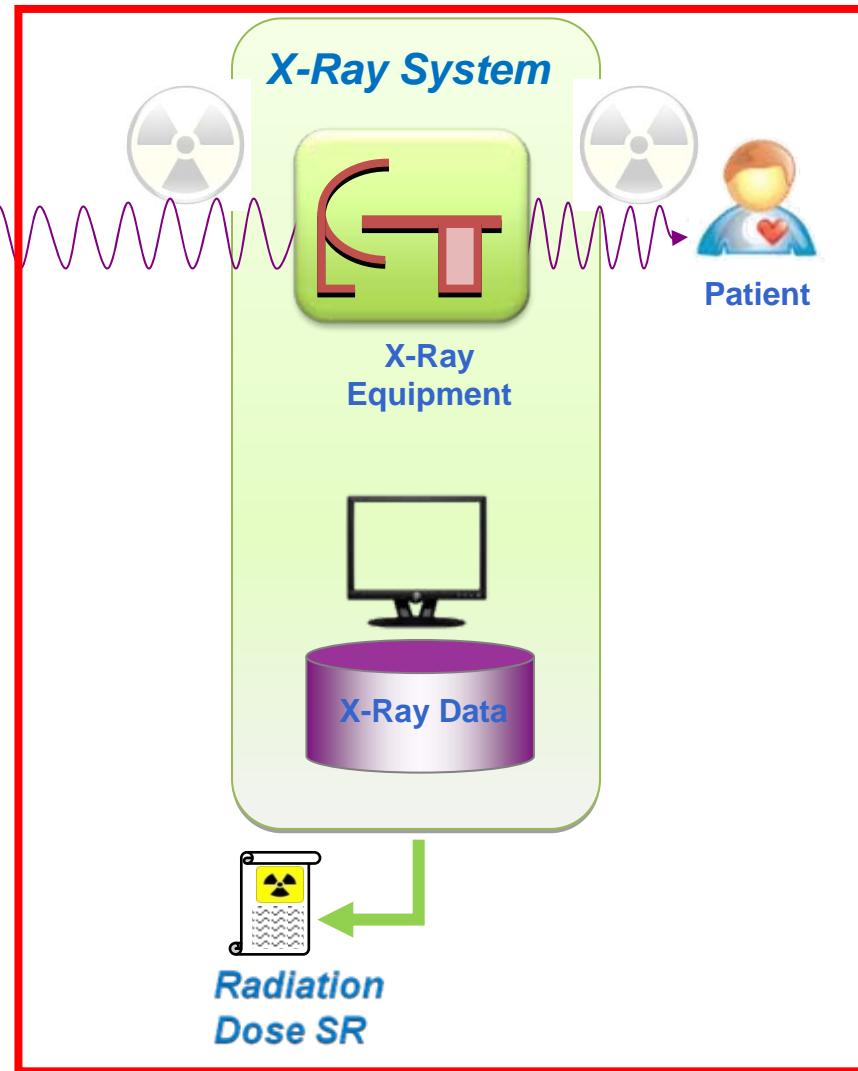 X-Ray System
Patient
X-Ray
Equipment
X-Ray Data
Radiation
Dose SR